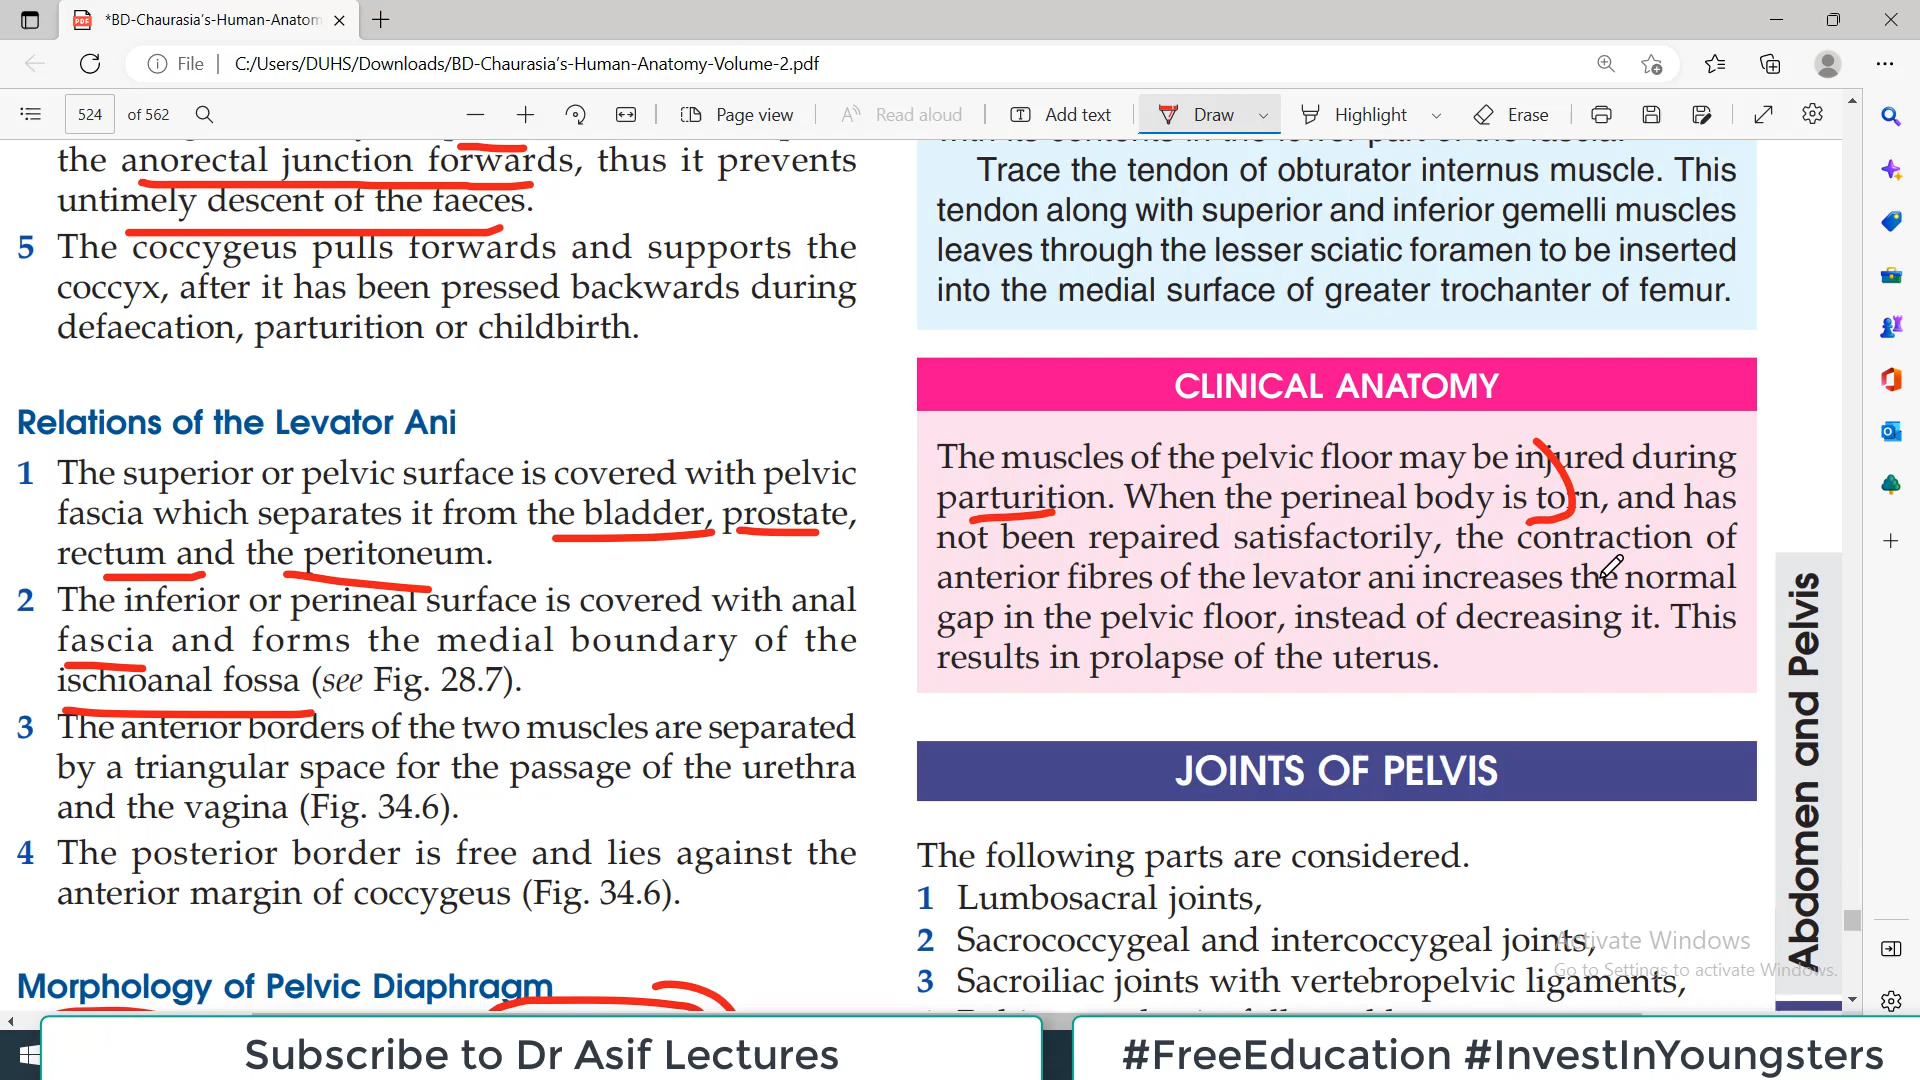 *BD-Chaurasia's-Human-Anatom
File
C:/Users/DUHS/Downloads/BD-Chaurasia's-Human-Anatomy-Volume-2.pdf
524 of 562
Page view
Read aloud
Add text
Draw
Highlight
Erase
the anorectal junction forwards, thus it prevents
untimely descent of the faeces.
5 The coccygeus pulls forwards and supports the
coccyx, after it has been pressed backwards during
defaecation, parturition or childbirth.
Relations of the Levator Ani
1 The superior or pelvic surface is covered with pelvic
fascia which separates it from the bladder, prostate,
rectum and the peritoneum.
2 The inferior or perineal surface is covered with anal
fascia and forms the medial boundary of the
ischioanal fossa (see Fig. 28.7).
3 The anterior borders of the two muscles are separated
by a triangular space for the passage of the urethra
and the vagina (Fig. 34.6).
4 The posterior border is free and lies against the
anterior margin of coccygeus (Fig. 34.6).
Morphology of Pelvic Diaphragm
Trace the tendon of obturator internus muscle. This
tendon along with superior and inferior gemelli muscles
leaves through the lesser sciatic foramen to be inserted
into the medial surface of greater trochanter of femur.
CLINICAL ANATOMY
The muscles of the pelvic floor may be injured during
parturition. When the perineal body is torn, and has
not been repaired satisfactorily, the contraction of
anterior fibres of the levator ani increases the normal
gap in the pelvic floor, instead of decreasing it. This
results in prolapse of the uterus.
JOINTS OF PELVIS
The following parts are considered.
1 Lumbosacral joints,
2 Sacrococcygeal and intercoccygeal joints,
3 Sacroiliac joints with vertebropelvic ligaments,
Abdomen and Pelvis
Activate Windows
Go to Settings to activate Windows.
Subscribe to Dr Asif Lectures
#FreeEducation #InvestInYoungsters